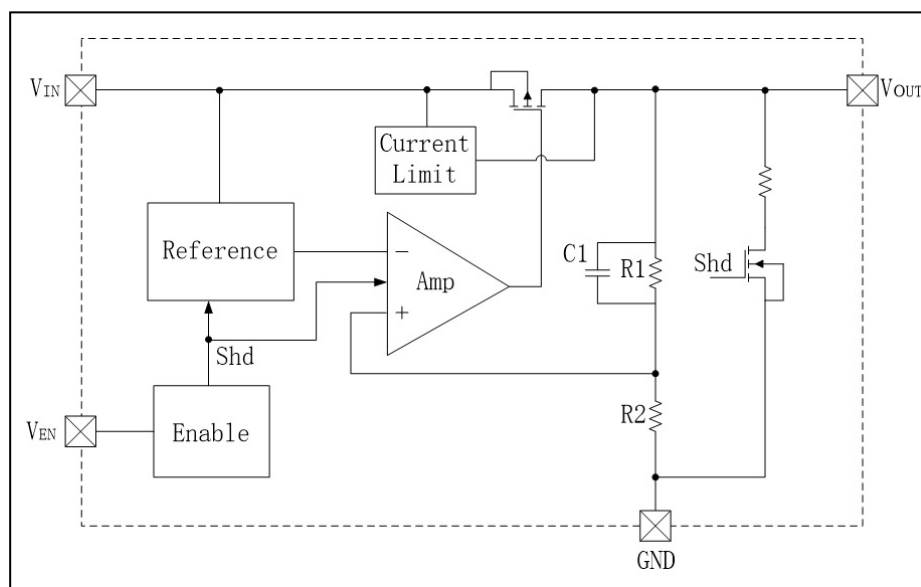 VIN
VOUT
Current
Limit
Reference
−
Amp
+
C1
R1
Shd
Shd
R2
VEN
Enable
GND